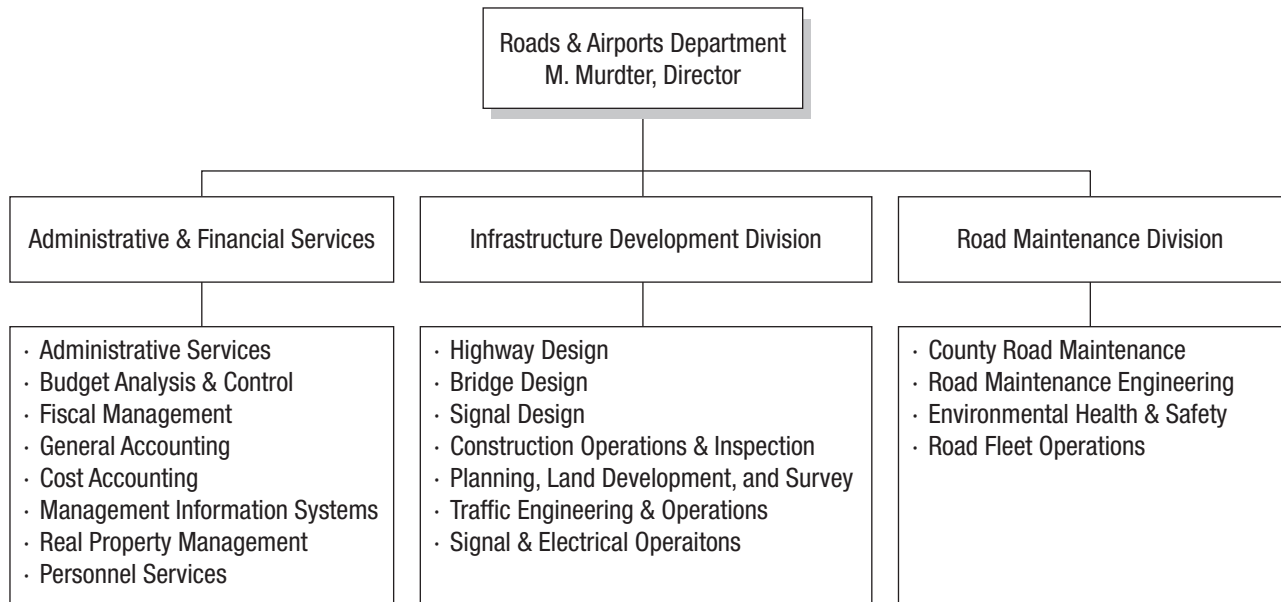 Roads & Airports Department
M. Murdter, Director
Administrative & Financial Services
Infrastructure Development Division
Road Maintenance Division
· Administrative Services
· Budget Analysis & Control
· Fiscal Management
· General Accounting
· Cost Accounting
· Management Information Systems
· Real Property Management
· Personnel Services
· Highway Design
· Bridge Design
· Signal Design
· Construction Operations & Inspection
· Planning, Land Development, and Survey
· Traffic Engineering & Operations
· Signal & Electrical Operaitons
· County Road Maintenance
· Road Maintenance Engineering
· Environmental Health & Safety
· Road Fleet Operations